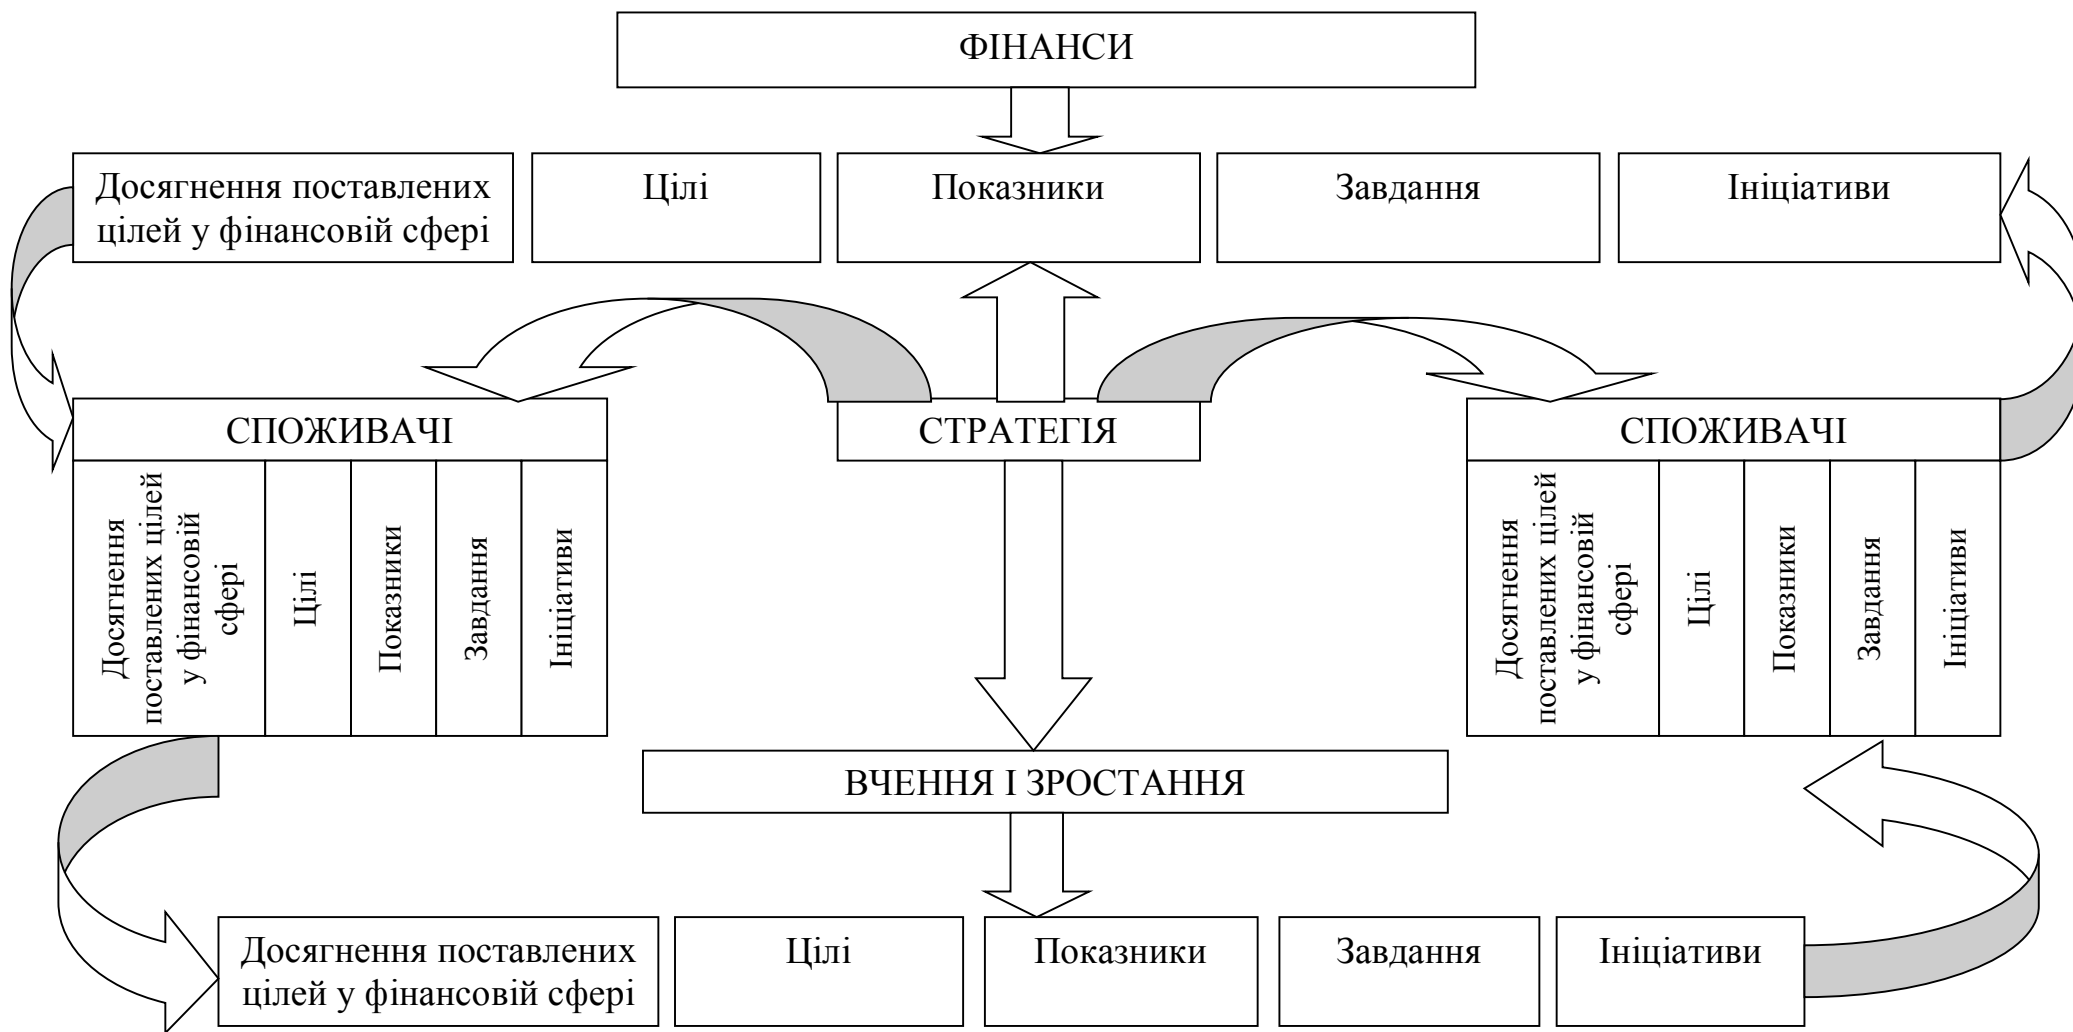 ФІНАНСИ
Досягнення поставлених
цілей у фінансовій сфері
Цілі
Показники
Завдання
Ініціативи
СПОЖИВАЧІ
СТРАТЕГІЯ
СПОЖИВАЧІ
Досягнення
поставлених цілей
у фінансовій
сфері
Цілі
Показники
Завдання
Ініціативи
Досягнення
поставлених цілей
у фінансовій
сфері
Цілі
Показники
Завдання
Ініціативи
ВЧЕННЯ І ЗРОСТАННЯ
Досягнення поставлених
цілей у фінансовій сфері
Цілі
Показники
Завдання
Ініціативи